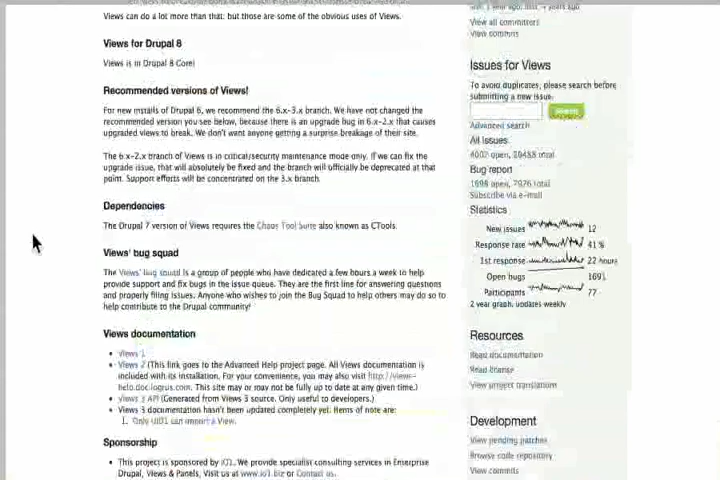 Views can do a lot more than that; but those are some of the obvious uses of Views.
Views for Drupal 8
Views is in Drupal 8 Core!
Recommended versions of Views!
For new installs of Drupal 6, we recommend the 6.x-3.x branch. We have not changed the
recommended version you see below, because there is an upgrade bug in 6.x-2.x that causes
upgraded views to break. We don't want anyone getting a surprise breakage of their site.
The 6.x-2.x branch of Views is in critical/security maintenance mode only. If we can fix the
upgrade issue, that will absolutely be fixed and the branch will officially be deprecated at that
point. Support efforts will be concentrated on the 3.x branch.
Dependencies
The Drupal 7 version of Views requires the Chaos Tool Suite also known as CTools.
Views' bug squad
The Views' bug squad is a group of people who have dedicated a few hours a week to help
provide support and fix bugs in the issue queue. They are the first line for answering questions
and properly filing issues. Anyone who wishes to join the Bug Squad to help others may do so to
help contribute to the Drupal community!
Views documentation
• Views 1
• Views 2 (This link goes to the Advanced Help project page. All Views documentation is
included with its installation. For your convenience, you may also visit http://views-
help.doc.logrus.com. This site may or may not be fully up to date at any given time.)
• Views 3 API (Generated from Views 3 source. Only useful to developers.)
• Views 3 documentation hasn't been updated completely yet. Items of note are:
1. Only UID1 can import a View.
Sponsorship
• This project is sponsored by iO1. We provide specialist consulting services in Enterprise
Drupal, Views & Panels, Visit us at www.io1.biz or Contact us.
View all committers
View commits
Issues for Views
To avoid duplicates, please search before
submitting a new issue.
Search
Advanced search
All issues
4007 open, 20488 total
Bug report
1698 open, 7976 total
Subscribe via e-mail
Statistics
New issues 12
Response rate 41 %
1st response 22 hours
Open bugs 1691
Participants 77
2 year graph, updates weekly
Resources
Read documentation
Read license
View project translation
Development
View pending patches
Browse code repository
View commits